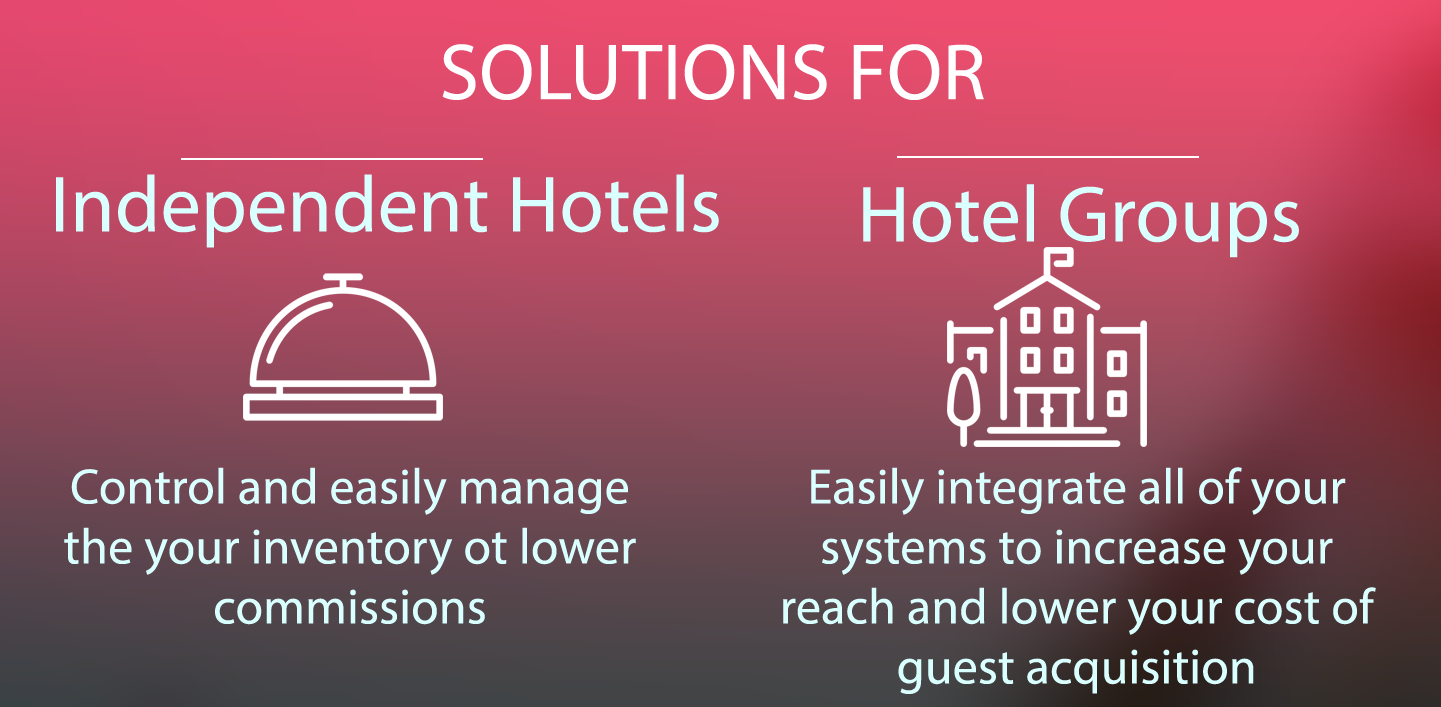 SOLUTIONS FOR
Independent Hotels
Control and easily manage
the your inventory ot lower
commissions
Hotel Groups
Easily integrate all of your
systems to increase your
reach and lower your cost of
guest acquisition